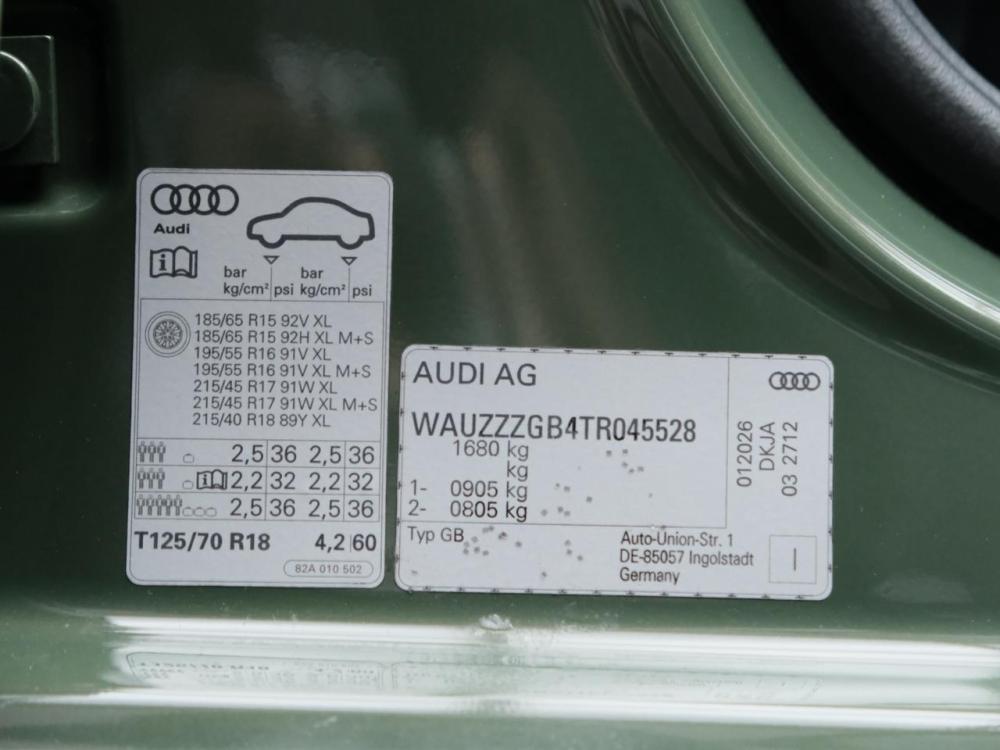 Audi
bar bar
kg/cm² psi kg/cm² psi
185/65 R15 92V XL
185/65 R15 92H XL M+S
195/55 R16 91V XL
195/55 R16 91V XL M+S
215/45 R17 91W XL
215/45 R17 91W XL M+S
215/40 R18 89Y XL
2,5 36 2,5 36
i 2,2 32 2,2 32
2,5 36 2,5 36
T125/70 R18 4,2 60
82A 010 502
AUDI AG
WAUZZZGB4TR045528
1680 kg
kg
1- 0905 kg
2- 0805 kg
Typ GB
Auto-Union-Str. 1
DE-85057 Ingolstadt
Germany
012026
DKJA
03 2712
I